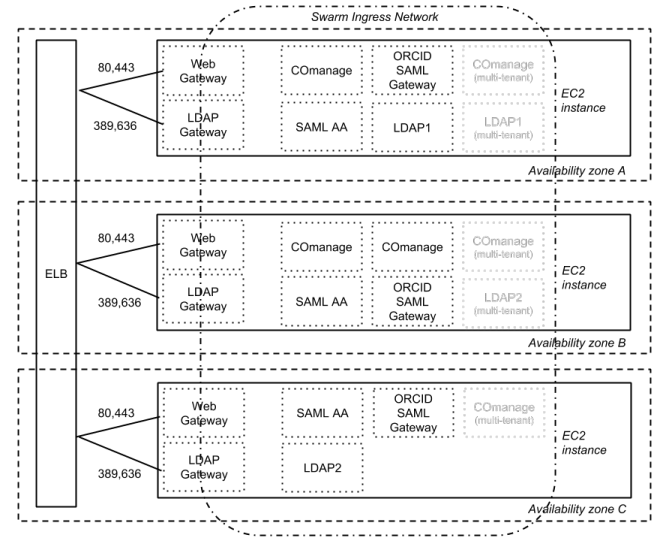 Swarm Ingress Network
ELB
80,443
389,636
Web
Gateway
COmanage
ORCID
SAML
Gateway
COmanage
(multi-tenant)
EC2
instance
LDAP
Gateway
SAML AA
LDAP1
LDAP1
(multi-tenant)
Availability zone A
80,443
389,636
Web
Gateway
COmanage
COmanage
COmanage
(multi-tenant)
EC2
instance
LDAP
Gateway
SAML AA
ORCID
SAML
Gateway
LDAP2
(multi-tenant)
Availability zone B
80,443
389,636
Web
Gateway
SAML AA
ORCID
SAML
Gateway
COmanage
(multi-tenant)
EC2
instance
LDAP
Gateway
LDAP2
Availability zone C